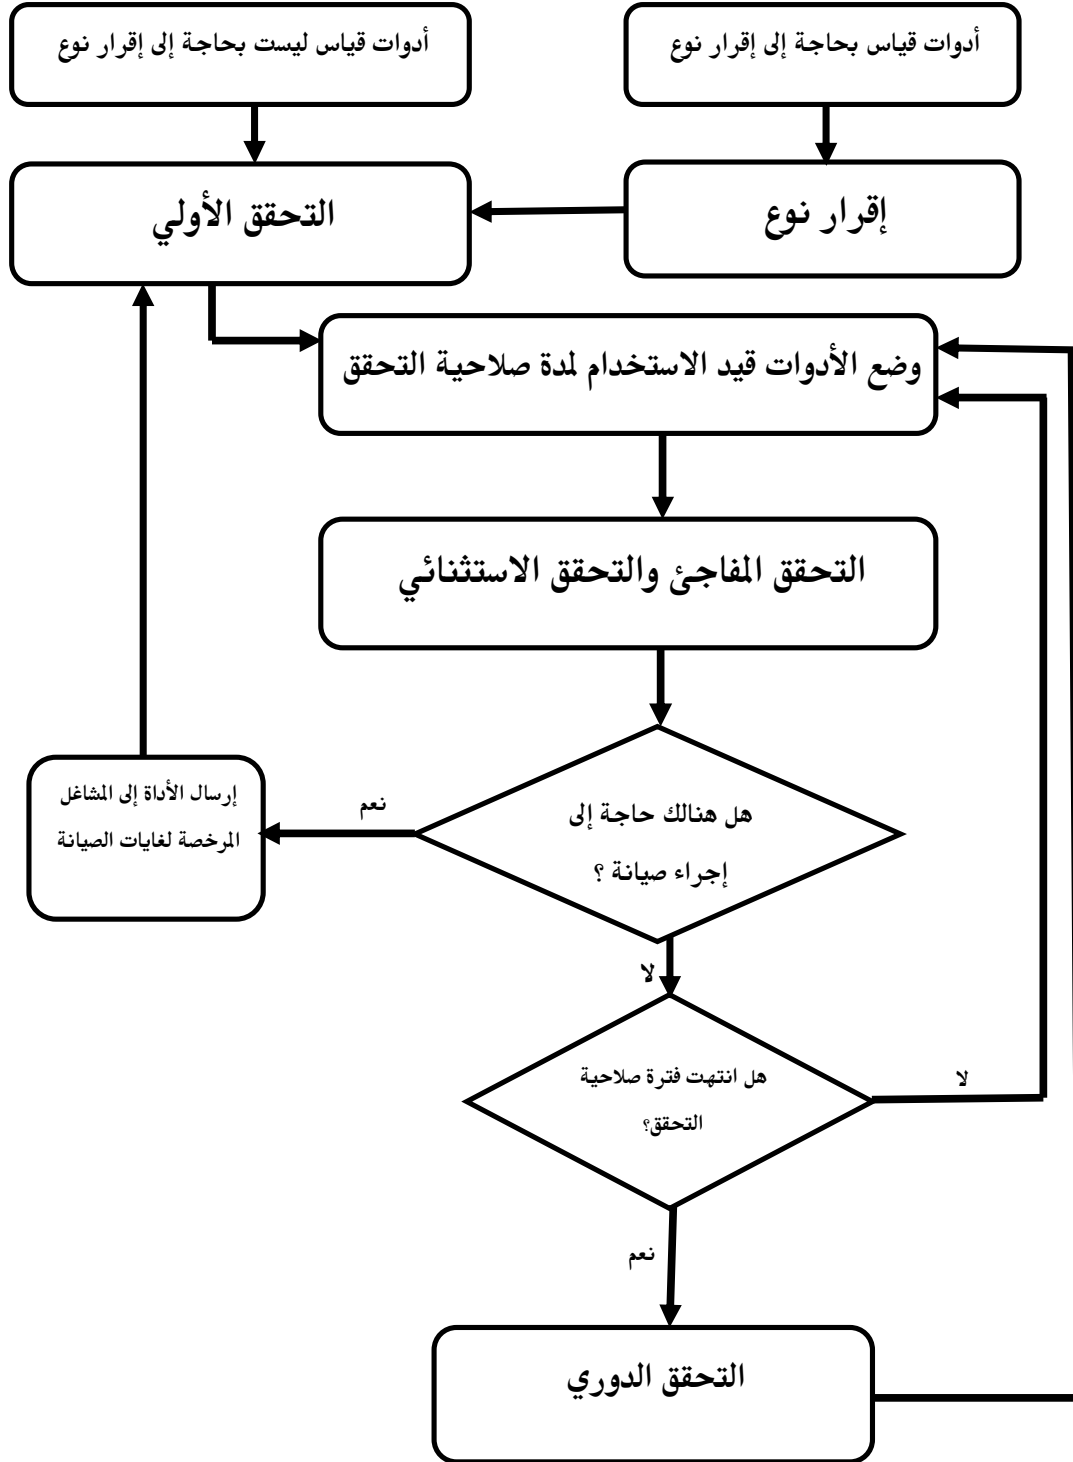 أدوات قياس بحاجة إلى إقرار نوع
أدوات قياس ليست بحاجة إلى إقرار نوع
إقرار نوع
التحقق الأولي
وضع الأدوات قيد الاستخدام لمدة صلاحية التحقق
التحقق المفاجئ والتحقق الاستثنائي
هل هنالك حاجة إلى
إجراء صيانة ؟
نعم
إرسال الأداة إلى المشاغل
المرخصة لغايات الصيانة
لا
هل انتهت فترة صلاحية
التحقق؟
لا
نعم
التحقق الدوري